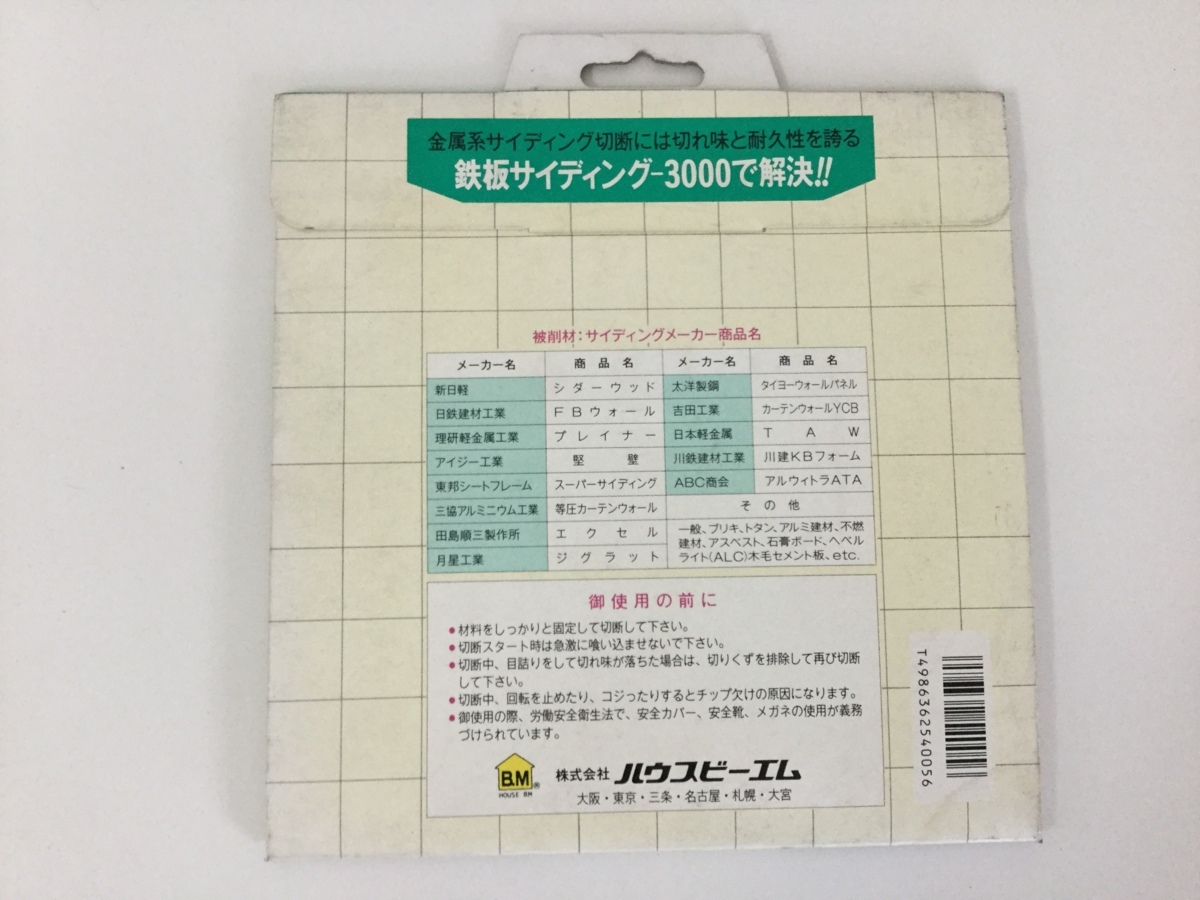 金属系サイディング切断には切れ味と耐久性を誇る
鉄板サイディング-3000で解決!!
被削材：サイディングメーカー商品名
メーカー名 商品名 メーカー名 商品名
新日軽 シダーウッド 太洋製鋼 タイヨーウォールパネル
日鉄建材工業 FBウォール 吉田工業 カーテンウォールYCB
理研軽金属工業 プレイナー 日本軽金属 TAW
アイジー工業 堅壁 川鉄建材工業 川建KBフォーム
東邦シートフレーム スーパーサイディング ABC商会 アルウィトラATA
三協アルミニウム工業 等圧カーテンウォール その他
田島順三製作所 エクセル
月星工業 ジグラット
一般、ブリキ、トタン、アルミ建材、不燃
建材、アスベスト、石膏ボード、ヘベル
ライト(ALC)木毛セメント板、etc.
御使用の前に
●材料をしっかりと固定して切断して下さい。
●切断スタート時は急激に喰い込ませないで下さい。
●切断中、目詰りをして切れ味が落ちた場合は、切りくずを排除して再び切断
して下さい。
●切断中、回転を止めたり、コジったりするとチップ欠けの原因になります。
●御使用の際、労働安全衛生法で、安全カバー、安全靴、メガネの使用が義務
づけられています。
B.M ®
HOUSE BM
株式会社 ハウスビーエム
大阪・東京・三条・名古屋・札幌・大宮
T4986362540056